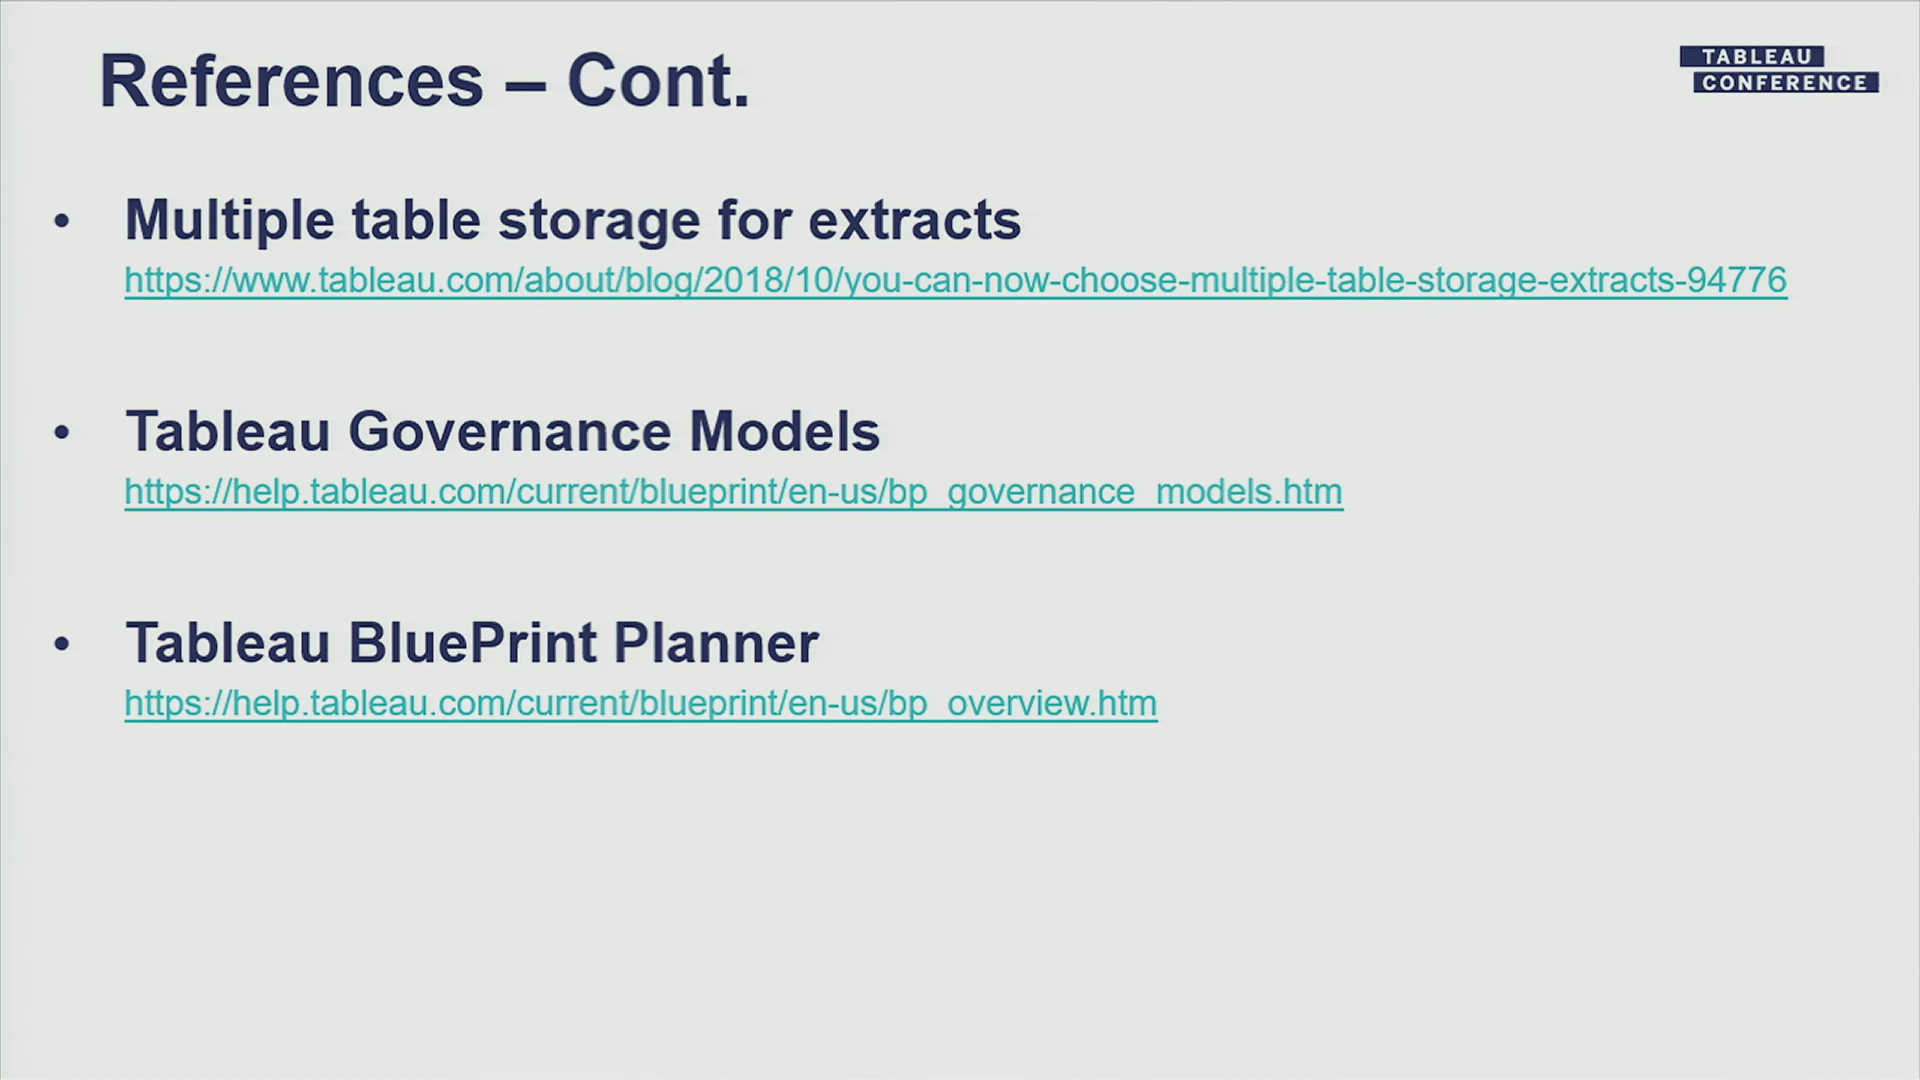 References – Cont.
TABLEAU
CONFERENCE
• Multiple table storage for extracts
https://www.tableau.com/about/blog/2018/10/you-can-now-choose-multiple-table-storage-extracts-94776
• Tableau Governance Models
https://help.tableau.com/current/blueprint/en-us/bp_governance_models.htm
• Tableau BluePrint Planner
https://help.tableau.com/current/blueprint/en-us/bp_overview.htm